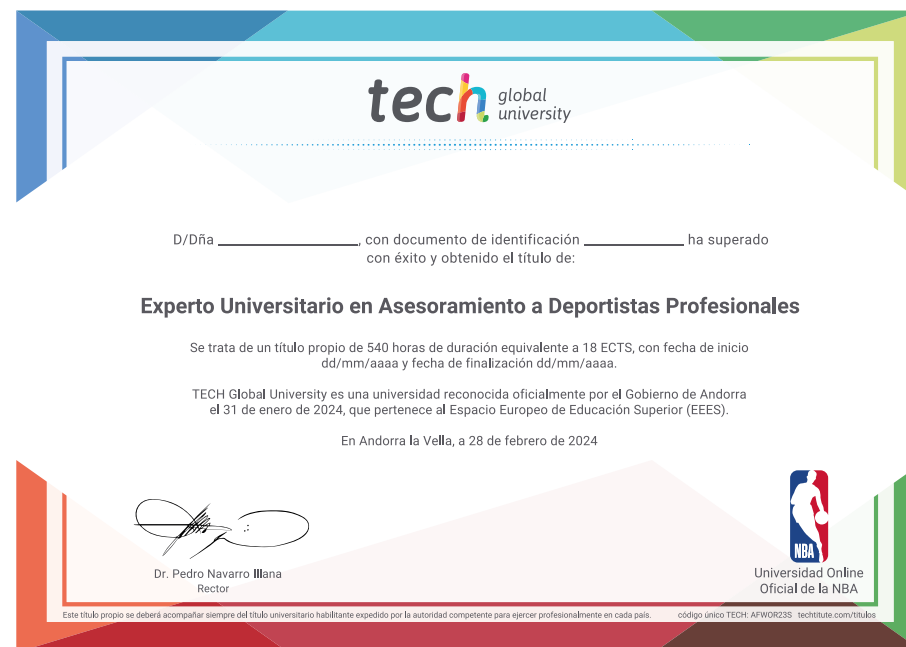 tech global university
D/Dña ____________________, con documento de identificación ______________ ha superado
con éxito y obtenido el título de:
Experto Universitario en Asesoramiento a Deportistas Profesionales
Se trata de un título propio de 540 horas de duración equivalente a 18 ECTS, con fecha de inicio
dd/mm/aaaa y fecha de finalización dd/mm/aaaa.
TECH Global University es una universidad reconocida oficialmente por el Gobierno de Andorra
el 31 de enero de 2024, que pertenece al Espacio Europeo de Educación Superior (EEES).
En Andorra la Vella, a 28 de febrero de 2024
NBA
Dr. Pedro Navarro Illana
Rector
Universidad Online
Oficial de la NBA
Este título propio se deberá acompañar siempre del título universitario habilitante expedido por la autoridad competente para ejercer profesionalmente en cada país.
código único TECH: AFWOR23S techtitute.com/titulos